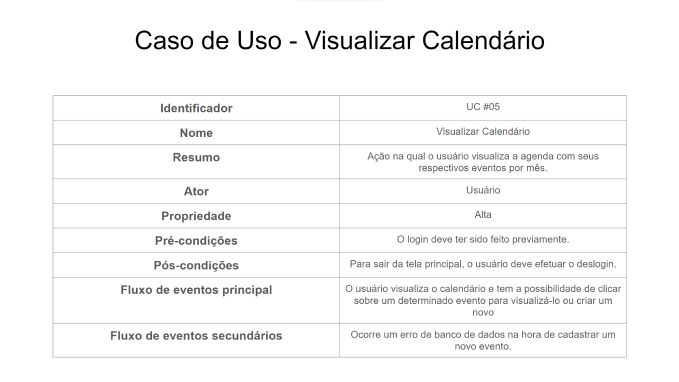 Caso de Uso - Visualizar Calendário
Identificador
UC #05
Nome
Visualizar Calendário
Resumo
Ação na qual o usuário visualiza a agenda com seus
respectivos eventos por mês.
Ator
Usuário
Propriedade
Alta
Pré-condições
O login deve ter sido feito previamente.
Pós-condições
Para sair da tela principal, o usuário deve efetuar o deslogin.
Fluxo de eventos principal
O usuário visualiza o calendário e tem a possibilidade de clicar
sobre um determinado evento para visualizá-lo ou criar um
novo
Fluxo de eventos secundários
Ocorre um erro de banco de dados na hora de cadastrar um
novo evento.